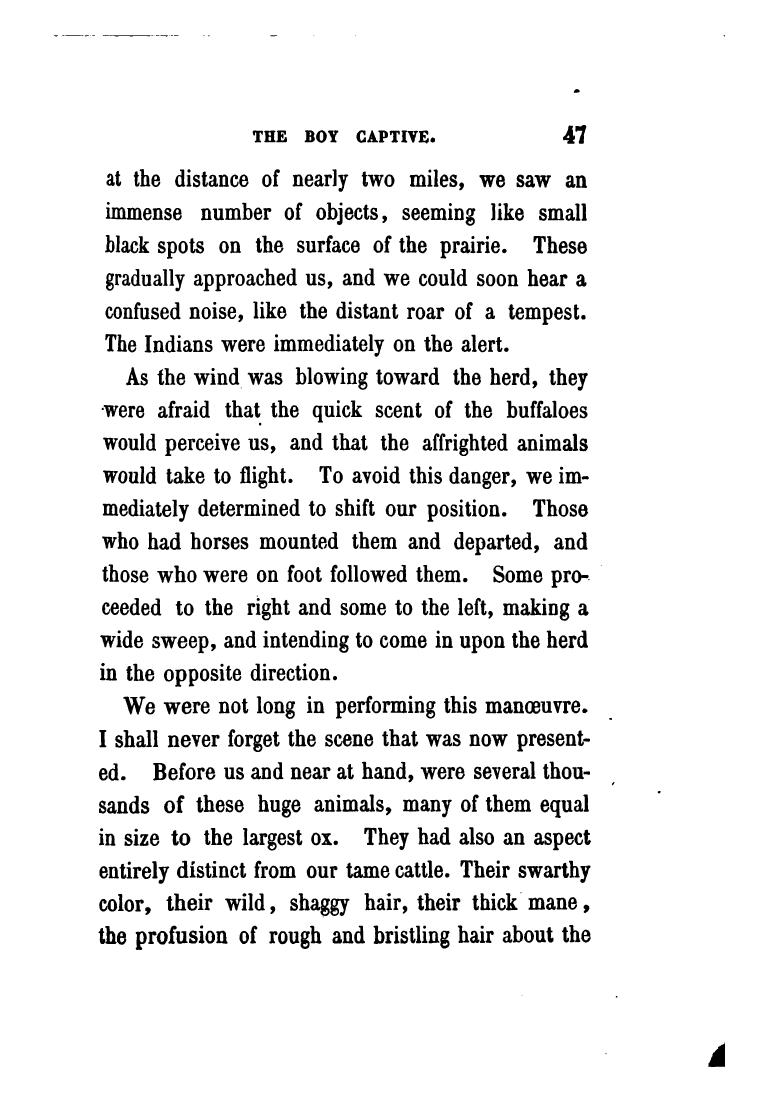 THE BOY CAPTIVE. 47
at the distance of nearly two miles, we saw an
immense number of objects, seeming like small
black spots on the surface of the prairie. These
gradually approached us, and we could soon hear a
confused noise, like the distant roar of a tempest.
The Indians were immediately on the alert.
As the wind was blowing toward the herd, they
were afraid that the quick scent of the buffaloes
would perceive us, and that the affrighted animals
would take to flight. To avoid this danger, we im-
mediately determined to shift our position. Those
who had horses mounted them and departed, and
those who were on foot followed them. Some pro-
ceeded to the right and some to the left, making a
wide sweep, and intending to come in upon the herd
in the opposite direction.
We were not long in performing this manœuvre.
I shall never forget the scene that was now present-
ed. Before us and near at hand, were several thou-
sands of these huge animals, many of them equal
in size to the largest ox. They had also an aspect
entirely distinct from our tame cattle. Their swarthy
color, their wild, shaggy hair, their thick mane,
the profusion of rough and bristling hair about the